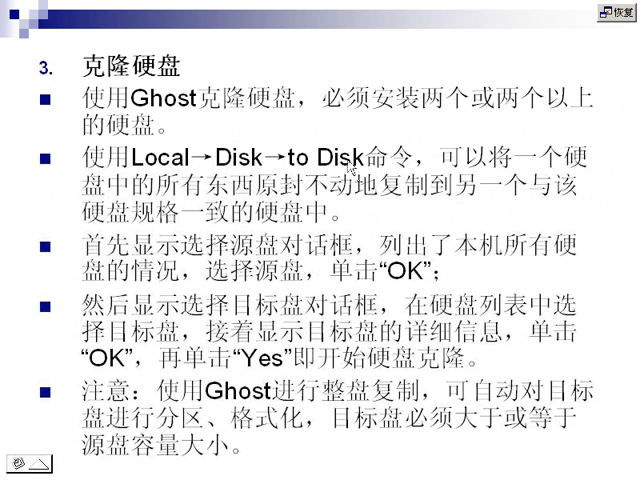 恢复
3. 克隆硬盘
使用Ghost克隆硬盘，必须安装两个或两个以上
的硬盘。
使用Local→Disk→to Disk命令，可以将一个硬
盘中的所有东西原封不动地复制到另一个与该
硬盘规格一致的硬盘中。
首先显示选择源盘对话框，列出了本机所有硬
盘的情况，选择源盘，单击“OK”；
然后显示选择目标盘对话框，在硬盘列表中选
择目标盘，接着显示目标盘的详细信息，单击
“OK”，再单击“Yes”即开始硬盘克隆。
注意：使用Ghost进行整盘复制，可自动对目标
盘进行分区、格式化，目标盘必须大于或等于
源盘容量大小。